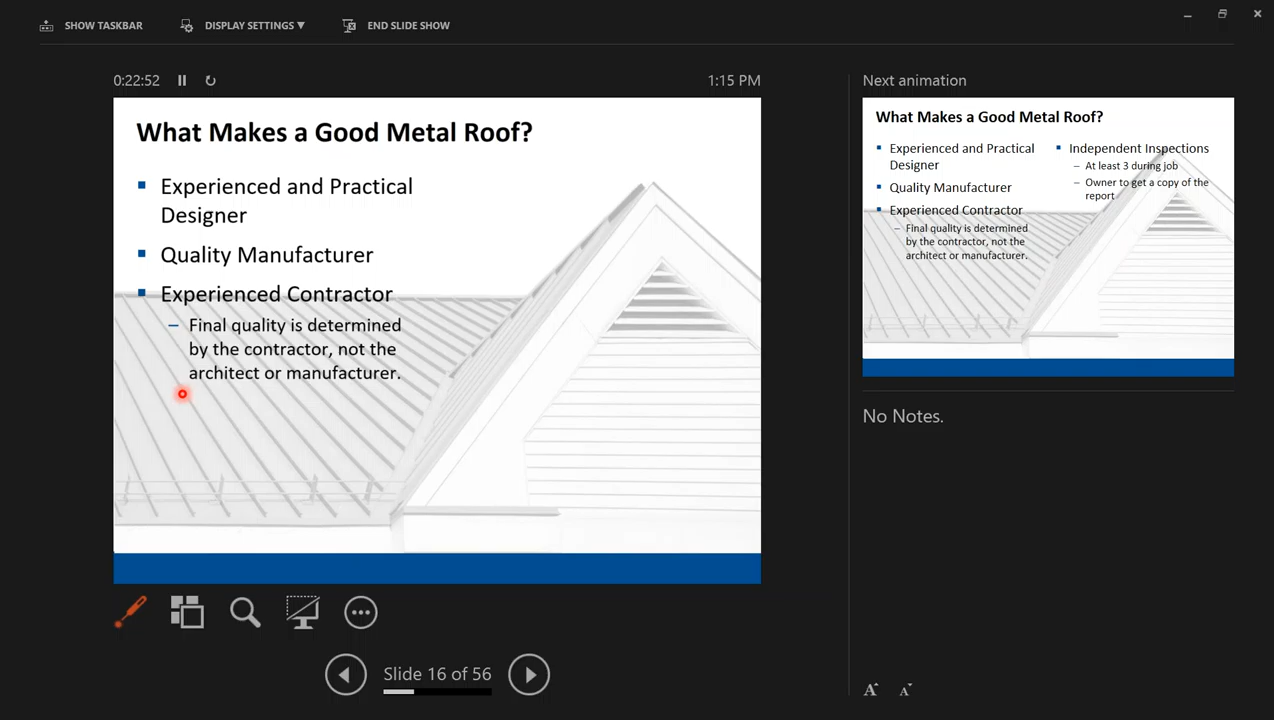 SHOW TASKBAR
DISPLAY SETTINGS ▼
END SLIDE SHOW
0:22:52
1:15 PM
What Makes a Good Metal Roof?
▪ Experienced and Practical
Designer
▪ Quality Manufacturer
▪ Experienced Contractor
– Final quality is determined
by the contractor, not the
architect or manufacturer.
Slide 16 of 56
Next animation
What Makes a Good Metal Roof?
▪ Experienced and Practical
Designer
▪ Quality Manufacturer
▪ Experienced Contractor
– Final quality is determined
by the contractor, not the
architect or manufacturer.
▪ Independent Inspections
– At least 3 during job
– Owner to get a copy of the
report
No Notes.
A
A